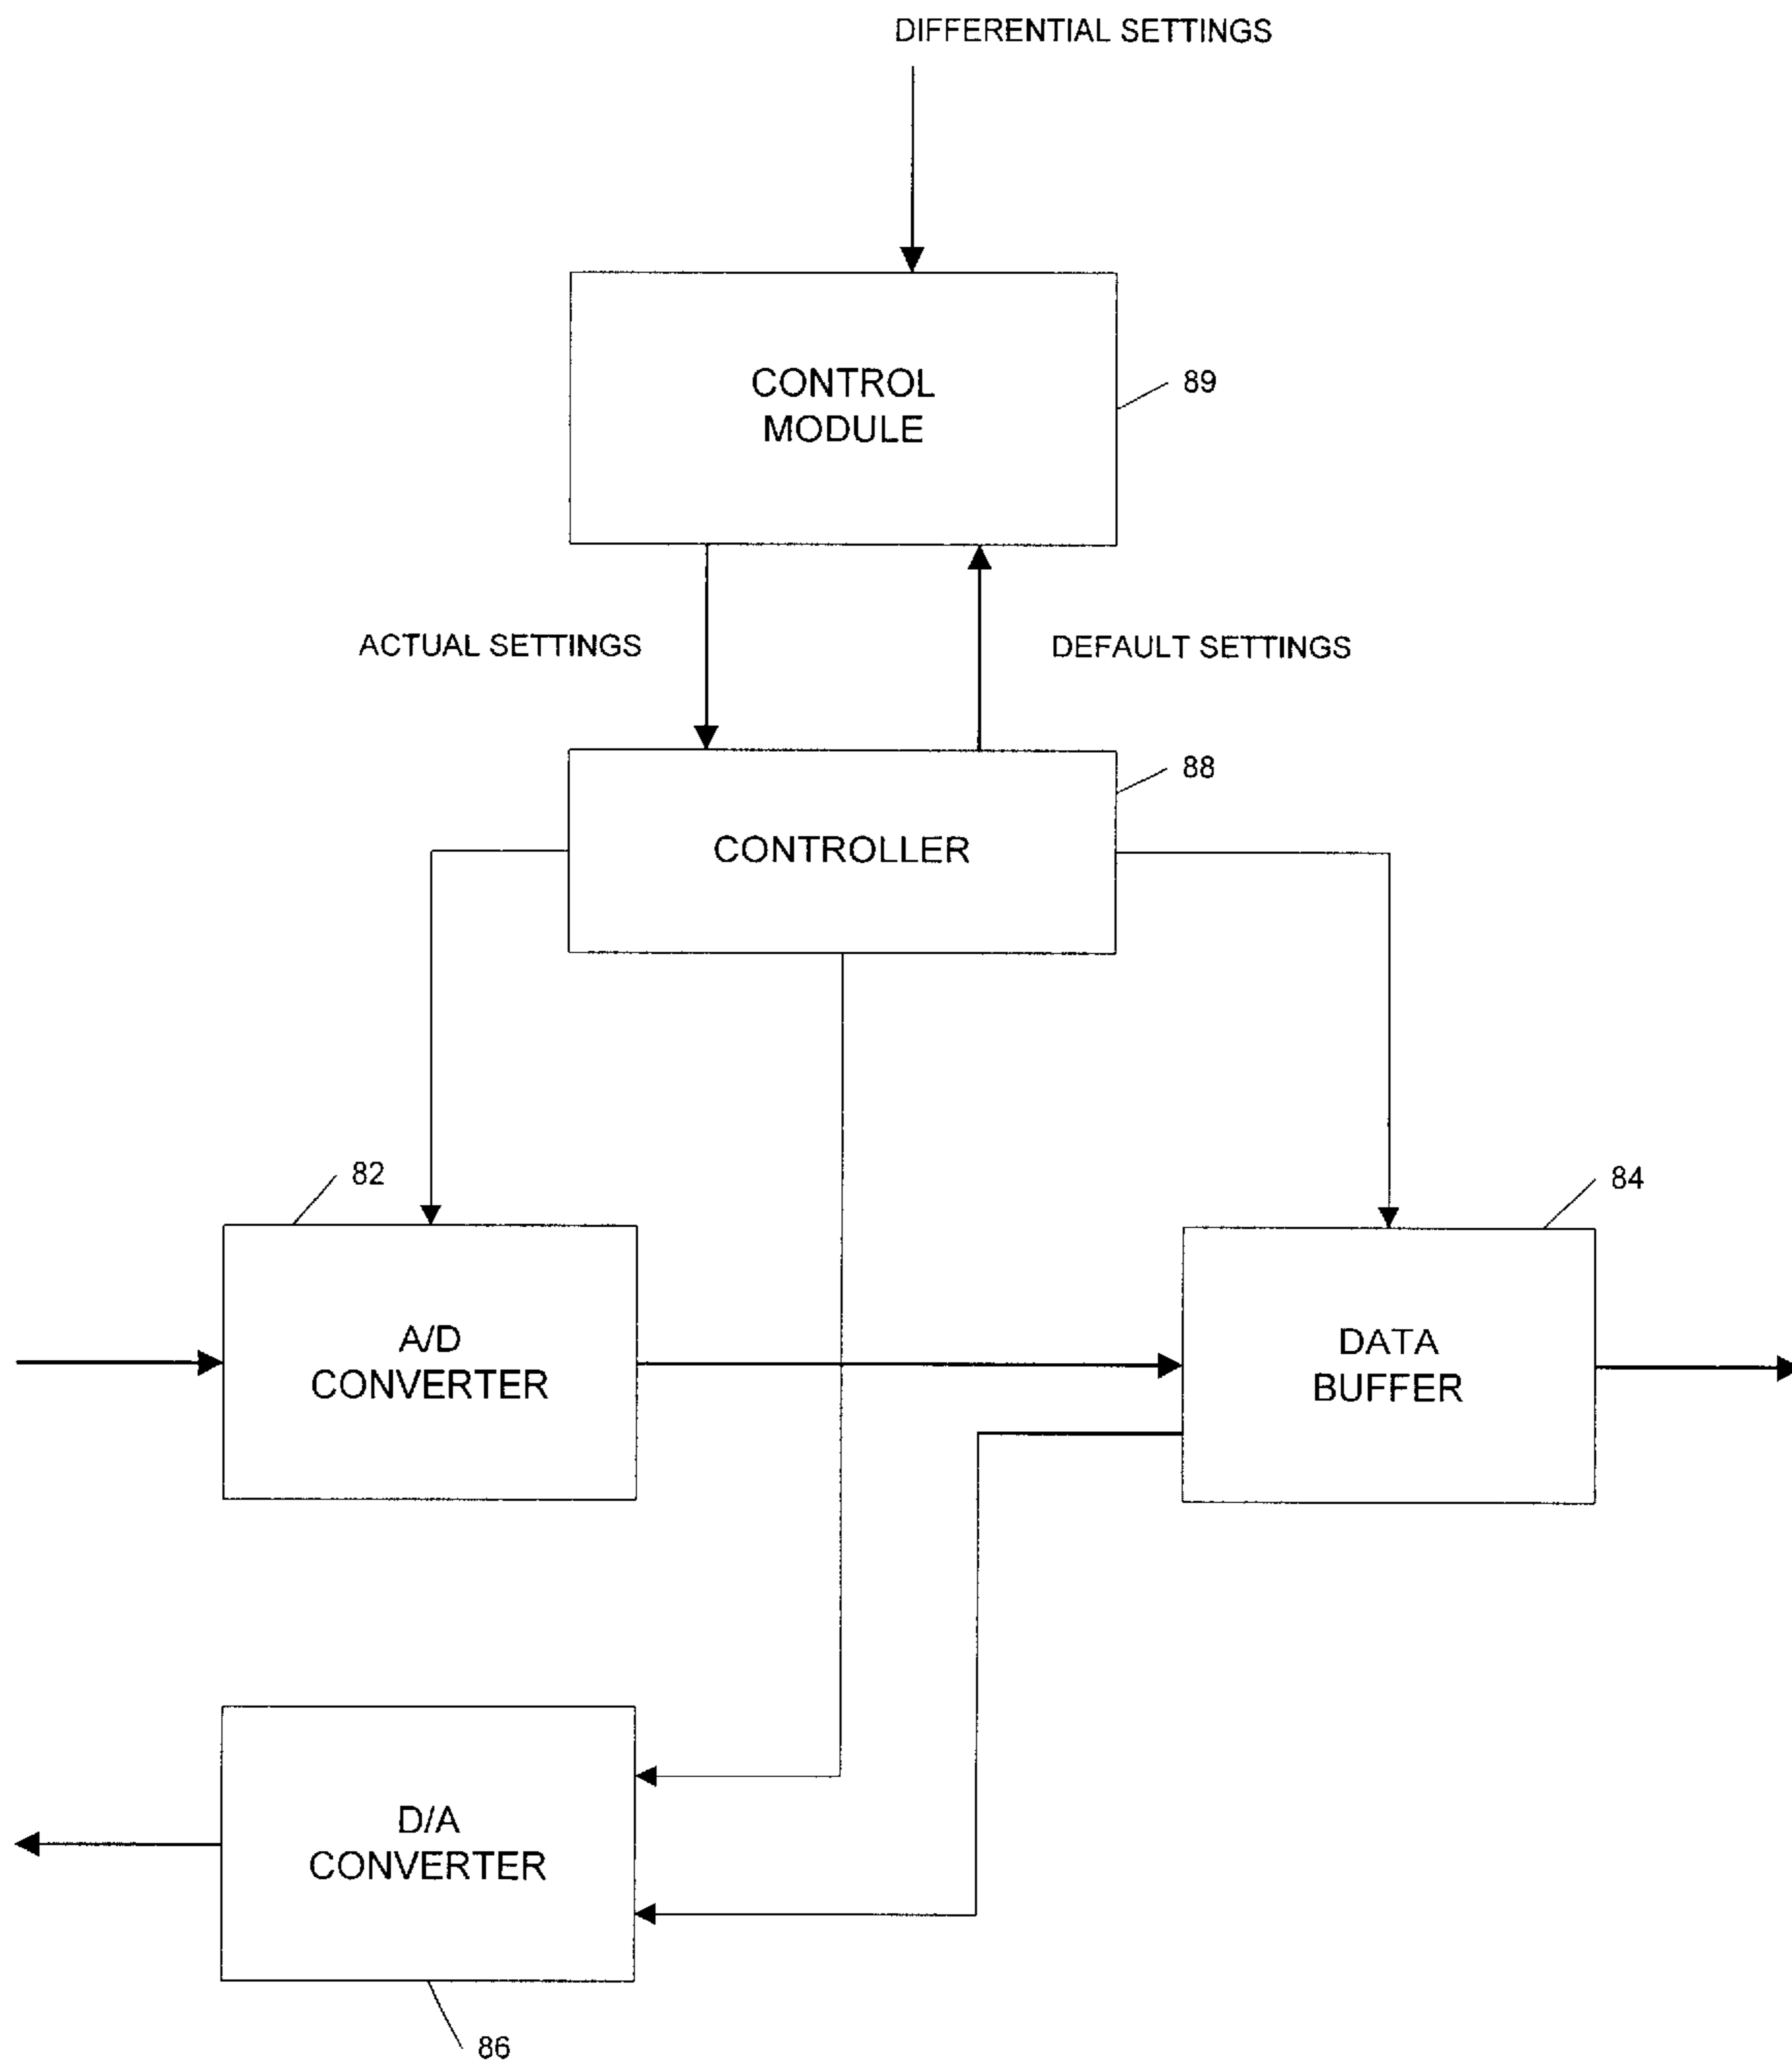 DIFFERENTIAL SETTINGS
CONTROL
MODULE
89
ACTUAL SETTINGS
DEFAULT SETTINGS
88
CONTROLLER
82
84
A/D
CONVERTER
DATA
BUFFER
D/A
CONVERTER
86